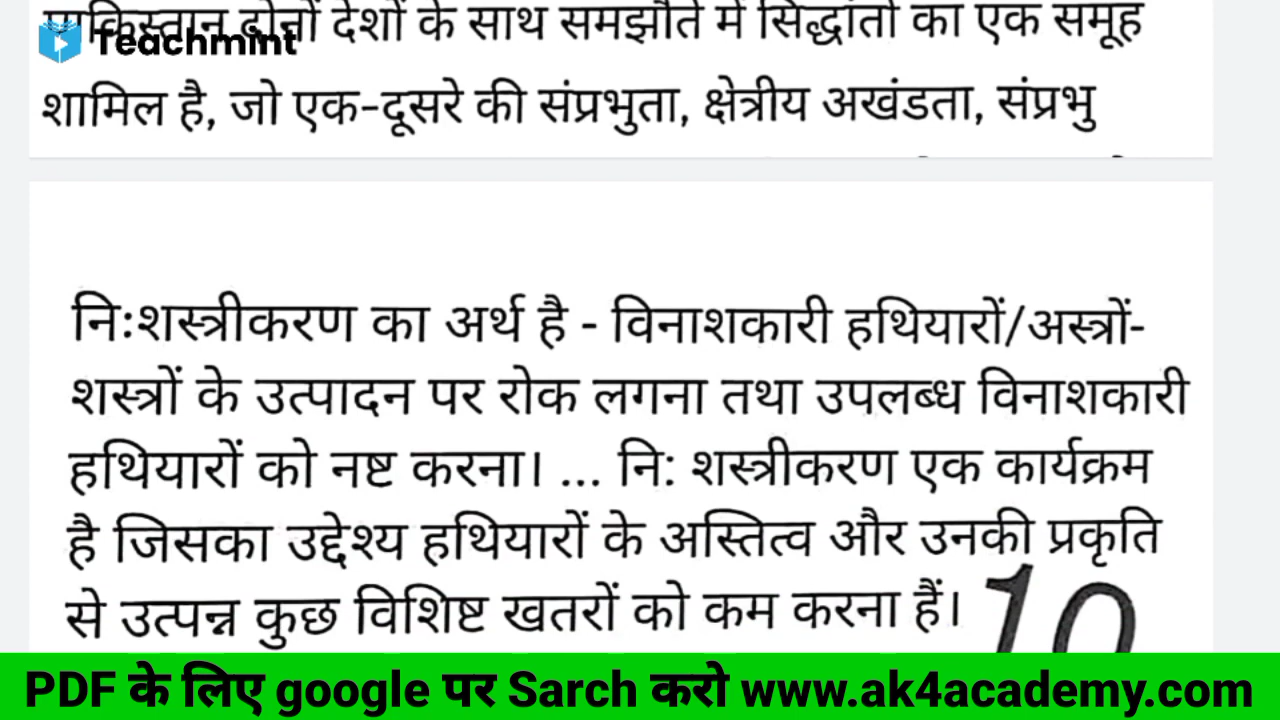 पाकिस्तान दोनों देशों के साथ समझौते में सिद्धांतों का एक समूह
Teachmint
शामिल है, जो एक-दूसरे की संप्रभुता, क्षेत्रीय अखंडता, संप्रभु
नि:शस्त्रीकरण का अर्थ है - विनाशकारी हथियारों/अस्त्रों-
शस्त्रों के उत्पादन पर रोक लगना तथा उपलब्ध विनाशकारी
हथियारों को नष्ट करना। ... नि: शस्त्रीकरण एक कार्यक्रम
है जिसका उद्देश्य हथियारों के अस्तित्व और उनकी प्रकृति
से उत्पन्न कुछ विशिष्ट खतरों को कम करना हैं।
10
PDF के लिए google पर Sarch करो www.ak4academy.com